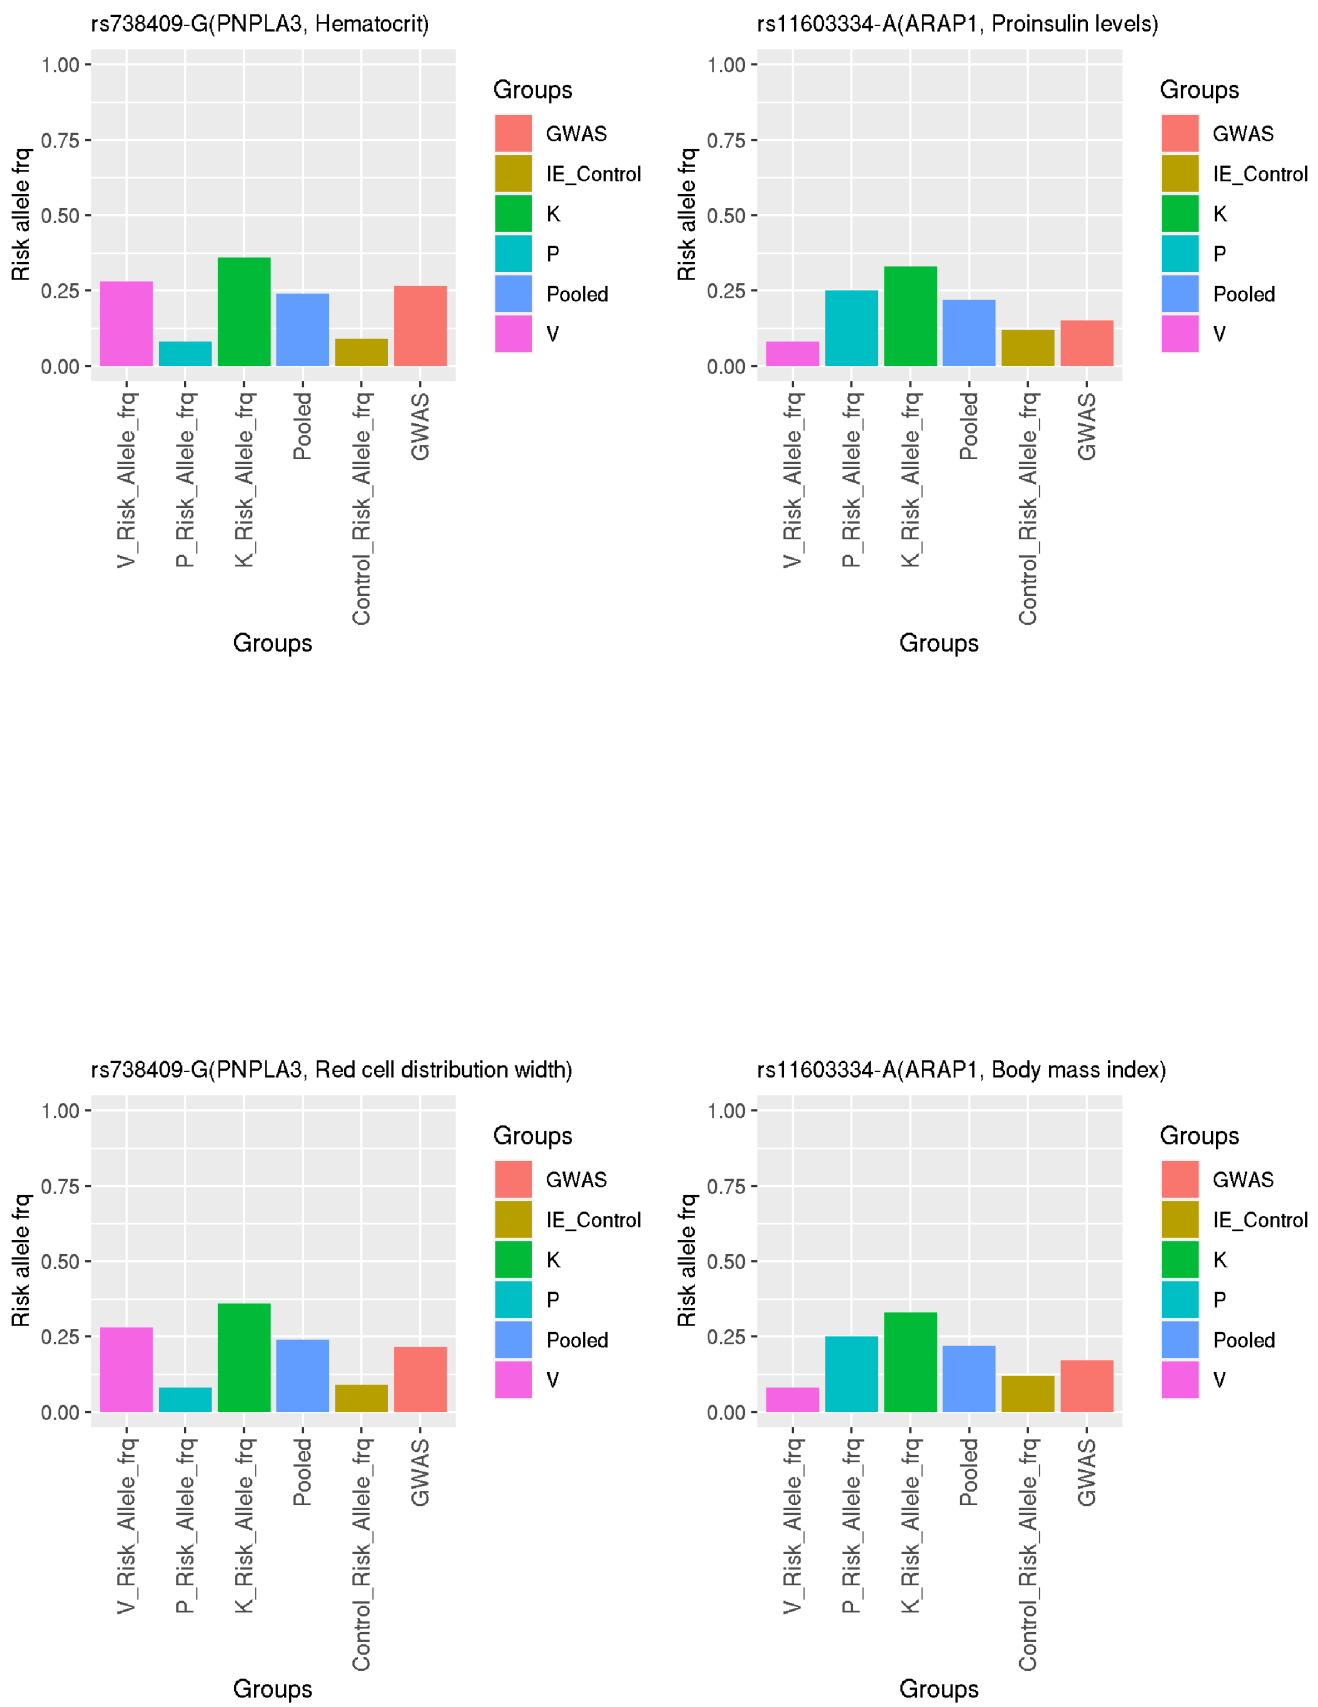 rs738409-G(PNPLA3, Hematocrit)
1.00
0.75
0.50
0.25
0.00
Risk allele frq
V_Risk_Allele_frq
P_Risk_Allele_frq
K_Risk_Allele_frq
Pooled
Control_Risk_Allele_frq
GWAS
Groups
Groups
GWAS
IE_Control
K
P
Pooled
V
rs11603334-A(ARAP1, Proinsulin levels)
1.00
0.75
0.50
0.25
0.00
Risk allele frq
V_Risk_Allele_frq
P_Risk_Allele_frq
K_Risk_Allele_frq
Pooled
Control_Risk_Allele_frq
GWAS
Groups
Groups
GWAS
IE_Control
K
P
Pooled
V
rs738409-G(PNPLA3, Red cell distribution width)
1.00
0.75
0.50
0.25
0.00
Risk allele frq
V_Risk_Allele_frq
P_Risk_Allele_frq
K_Risk_Allele_frq
Pooled
Control_Risk_Allele_frq
GWAS
Groups
Groups
GWAS
IE_Control
K
P
Pooled
V
rs11603334-A(ARAP1, Body mass index)
1.00
0.75
0.50
0.25
0.00
Risk allele frq
V_Risk_Allele_frq
P_Risk_Allele_frq
K_Risk_Allele_frq
Pooled
Control_Risk_Allele_frq
GWAS
Groups
Groups
GWAS
IE_Control
K
P
Pooled
V